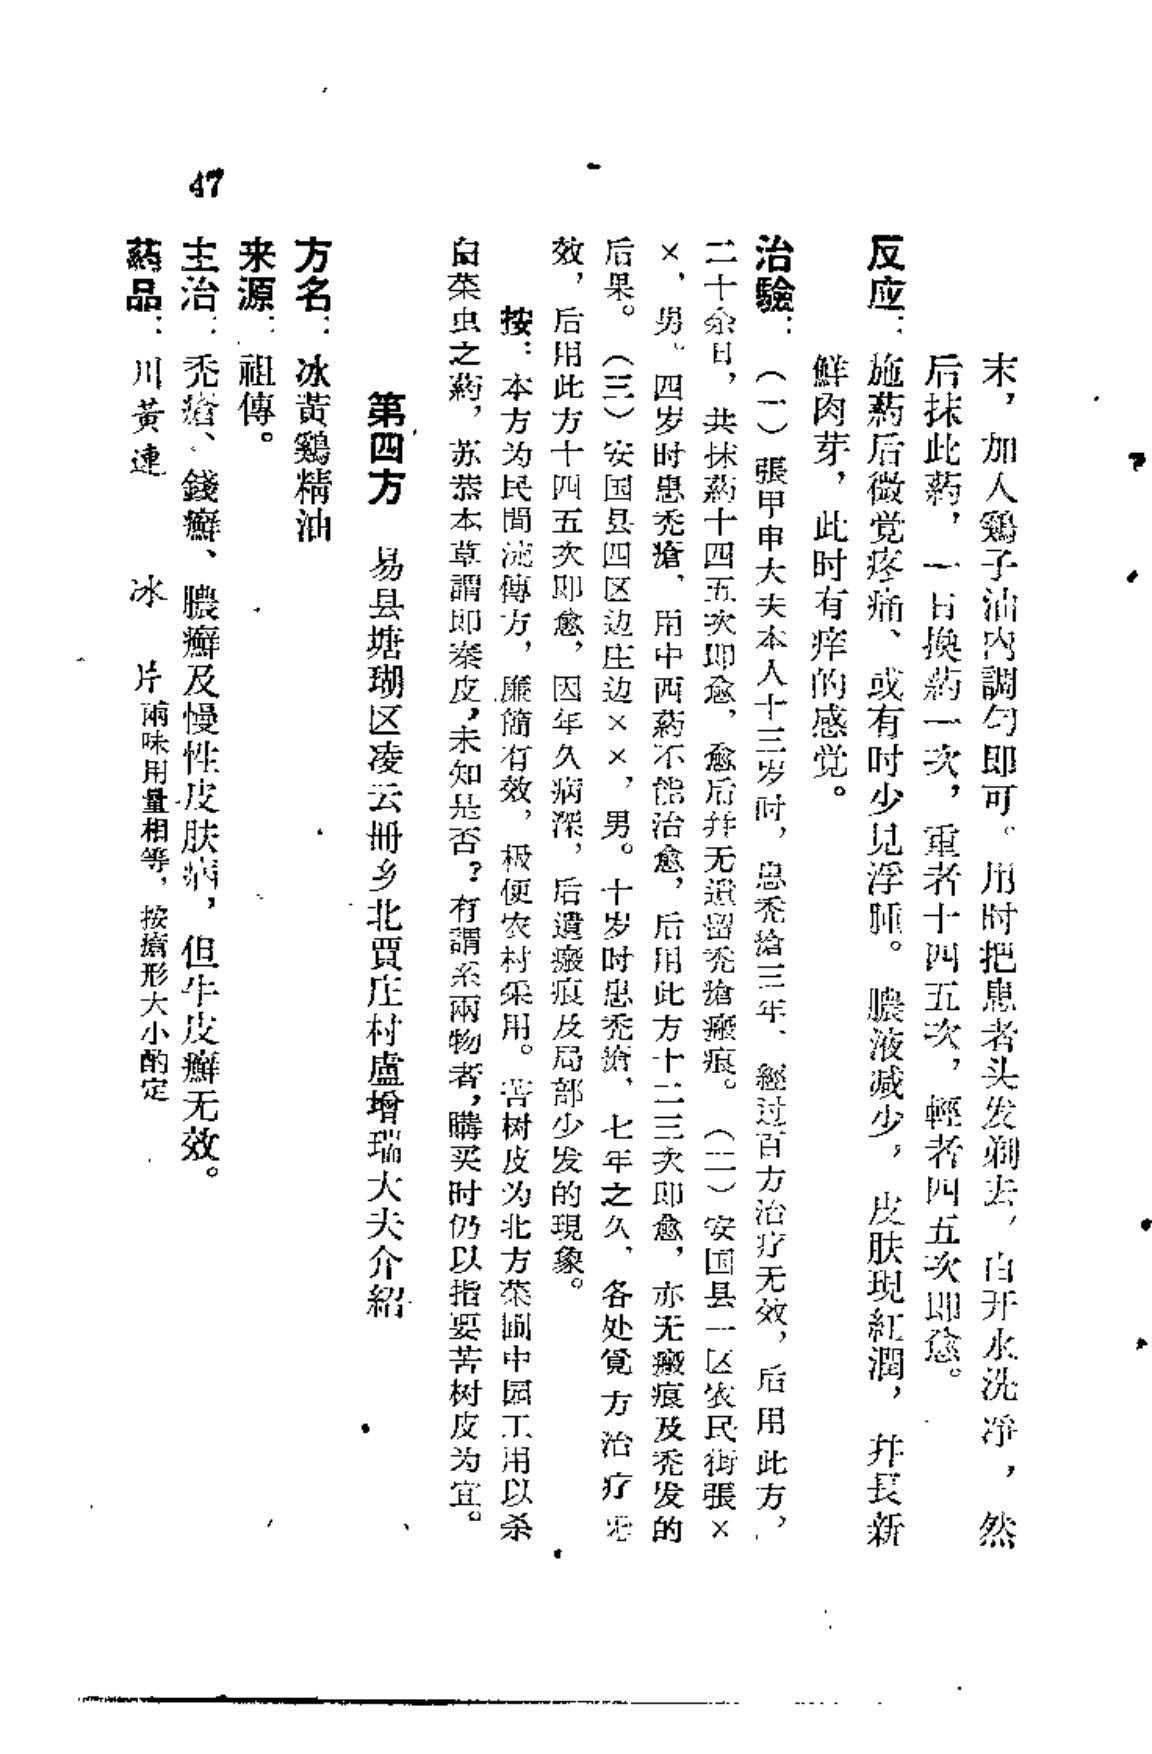 末，加入鷄子油内調匀即可。用时把患者头发剃去，白开水洗净，然
后抹此葯，一日换葯一次，重者十四五次，輕者四五次即愈。
反应：施葯后微觉疼痛、或有时少見浮腫。膿液减少，皮肤現紅潤，幷長新
鮮肉芽，此时有痒的感觉。
治驗：（一）張甲申大夫本人十三岁时，患禿瘡三年、經过百方治疗无效，后用此方，
二十余日，共抹葯十四五次即愈，愈后幷无遺留禿瘡瘢痕。（二）安国县一区农民街張×
×，男。四岁时患禿瘡，用中西葯不能治愈，后用此方十二三次即愈，亦无瘢痕及禿发的
后果。（三）安国县四区边庄边××，男。十岁时患禿瘡，七年之久，各处覓方治疗无
效，后用此方十四五次即愈，因年久病深，后遺瘢痕及局部少发的現象。
按：本方为民間流傳方，廉簡有效，极便农村采用。苦树皮为北方菜園中园工用以杀
白菜虫之葯，苏恭本草謂即秦皮，未知是否？有謂系兩物者，購买时仍以指要苦树皮为宜。
第四方　易县塘瑚区凌云册乡北賈庄村盧增瑞大夫介紹
方名：冰黃鷄精油
来源：祖傳。
主治：禿瘡、錢癬、膿癬及慢性皮肤病，但牛皮癬无效。
葯品：川黃連　冰　片 兩味用量相等，按瘡形大小酌定
47